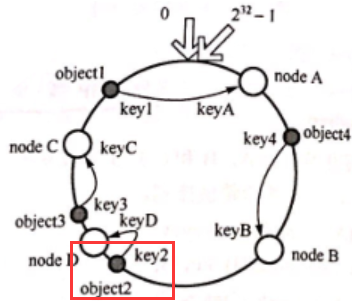 0
2³²−1
object1
node A
key1
keyA
key4
object4
node C
keyC
key3
object3
keyD
keyB
node D
key2
node B
object2